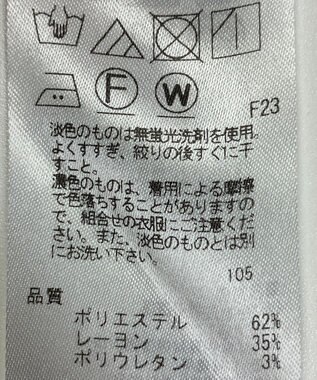 F
W
F23
淡色のものは無蛍光洗剤を使用。
よくすすぎ、絞りの後すぐに干
すこと。
濃色のものは、着用による摩擦
で色落ちすることがありますの
で、組合せの衣服にご注意くだ
さい。また、淡色のものとは別
にお洗い下さい。
105
品質
ポリエステル 62%
レーヨン 35%
ポリウレタン 3%